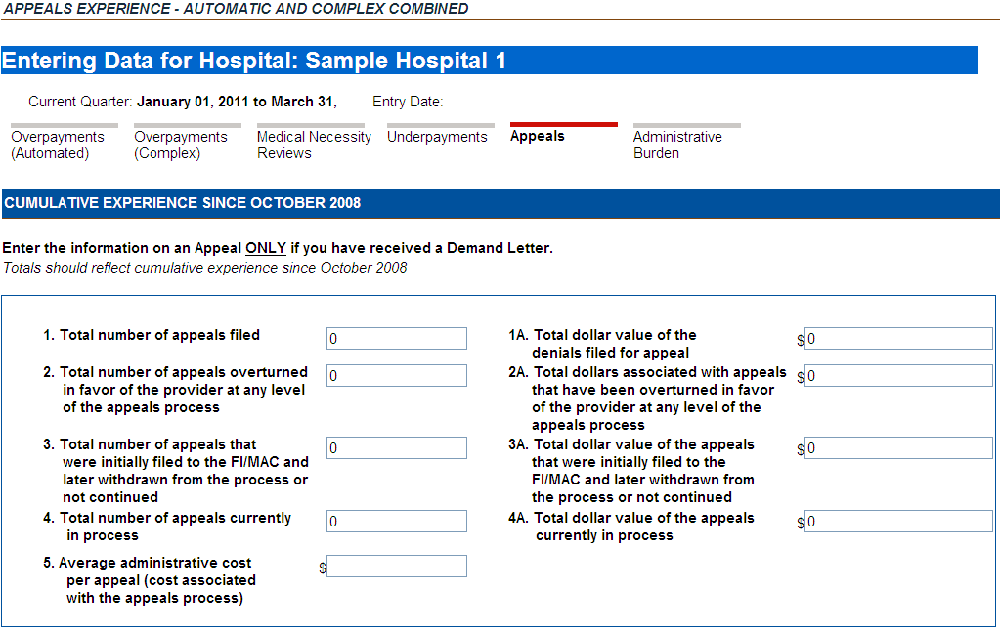 APPEALS EXPERIENCE - AUTOMATIC AND COMPLEX COMBINED
Entering Data for Hospital: Sample Hospital 1
Current Quarter: January 01, 2011 to March 31, Entry Date:
Overpayments (Automated)
Overpayments (Complex)
Medical Necessity Reviews
Underpayments
Appeals
Administrative Burden
CUMULATIVE EXPERIENCE SINCE OCTOBER 2008
Enter the information on an Appeal ONLY if you have received a Demand Letter.
Totals should reflect cumulative experience since October 2008
1. Total number of appeals filed
0
1A. Total dollar value of the
denials filed for appeal
$ 0
2. Total number of appeals overturned
in favor of the provider at any level
of the appeals process
0
2A. Total dollars associated with appeals
that have been overturned in favor
of the provider at any level of the
appeals process
$ 0
3. Total number of appeals that
were initially filed to the FI/MAC and
later withdrawn from the process or
not continued
0
3A. Total dollar value of the appeals
that were initially filed to the
FI/MAC and later withdrawn from
the process or not continued
$ 0
4. Total number of appeals currently
in process
0
4A. Total dollar value of the appeals
currently in process
$ 0
5. Average administrative cost
per appeal (cost associated
with the appeals process)
$